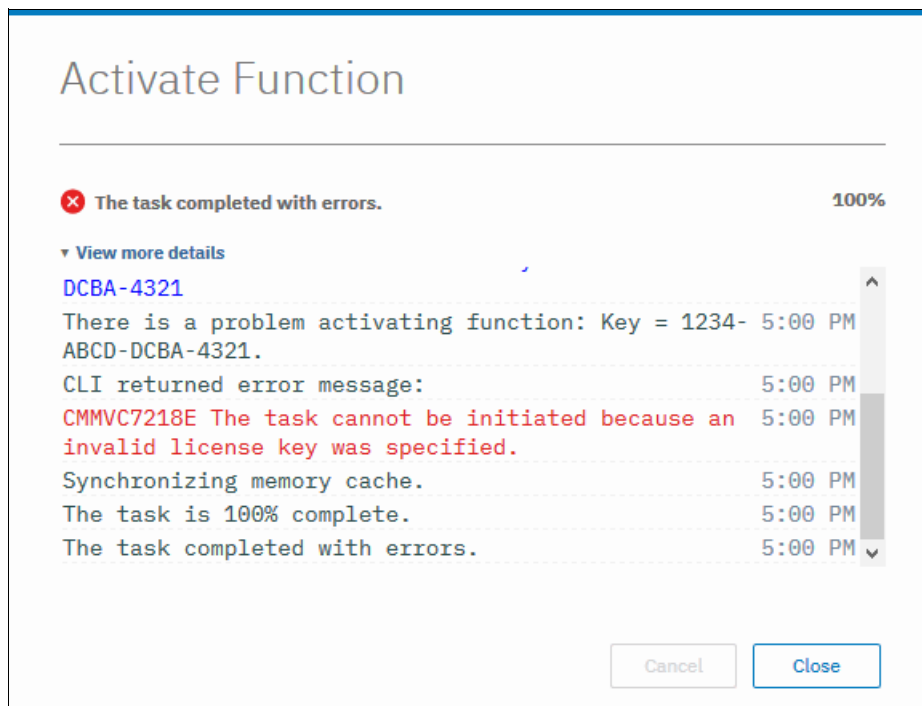 Activate Function
The task completed with errors. 100%
View more details
DCBA-4321
There is a problem activating function: Key = 1234- 5:00 PM
ABCD-DCBA-4321.
CLI returned error message: 5:00 PM
CMMVC7218E The task cannot be initiated because an 5:00 PM
invalid license key was specified.
Synchronizing memory cache. 5:00 PM
The task is 100% complete. 5:00 PM
The task completed with errors. 5:00 PM
Cancel Close